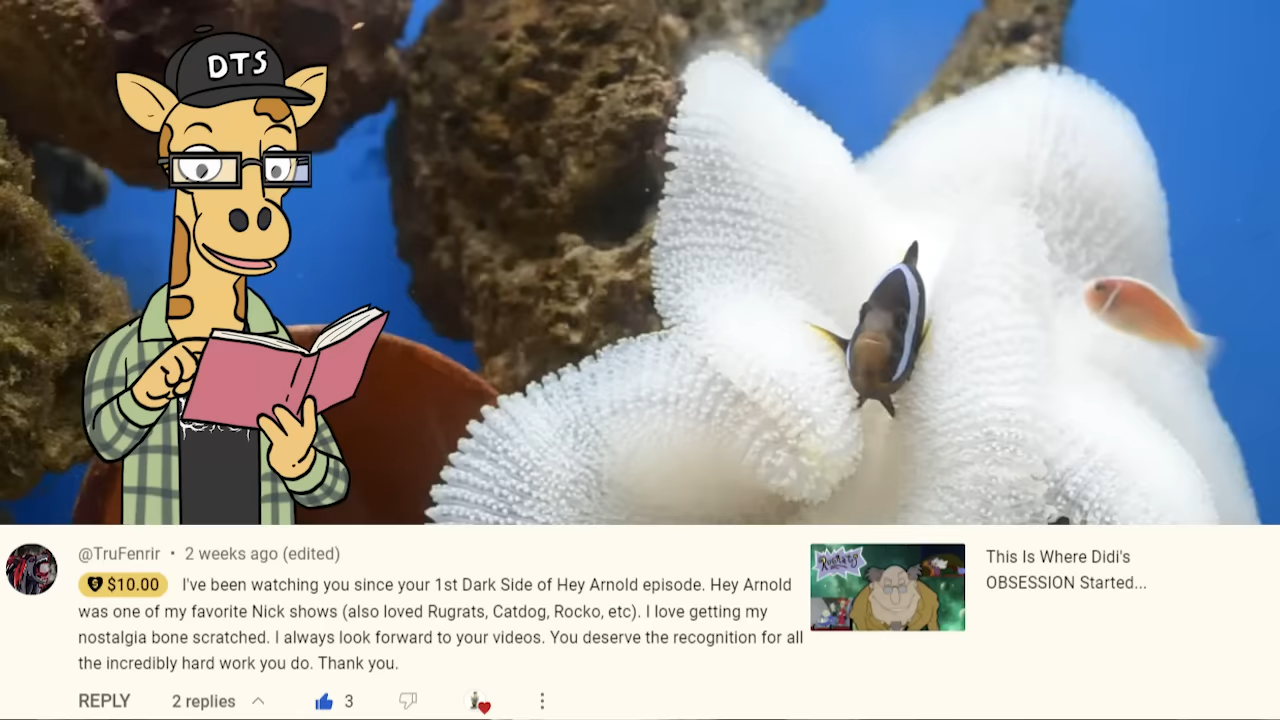 DTS
@TruFenrir • 2 weeks ago (edited)
$10.00 I've been watching you since your 1st Dark Side of Hey Arnold episode. Hey Arnold
was one of my favorite Nick shows (also loved Rugrats, Catdog, Rocko, etc). I love getting my
nostalgia bone scratched. I always look forward to your videos. You deserve the recognition for all
the incredibly hard work you do. Thank you.
REPLY 2 replies 3
Rugrats
This Is Where Didi's
OBSESSION Started...